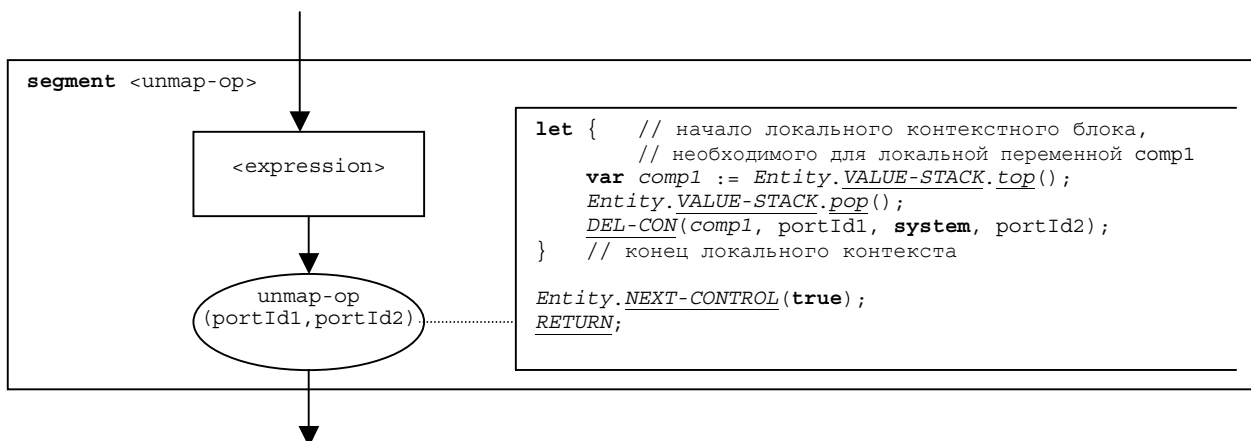 segment <unmap-op>
<expression>
unmap-op
(portId1,portId2)
let { // начало локального контекстного блока,
// необходимого для локальной переменной comp1
var comp1 := Entity.VALUE-STACK.top();
Entity.VALUE-STACK.pop();
DEL-CON(comp1, portId1, system, portId2);
} // конец локального контекста
Entity.NEXT-CONTROL(true);
RETURN;